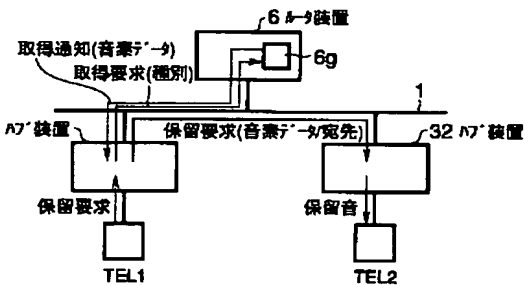 6 ルータ装置
取得通知(音楽データ)
6g
取得要求(種別)
1
ハブ装置
保留要求(音楽データ/宛先)
32 ハブ装置
保留要求
保留音
TEL1
TEL2